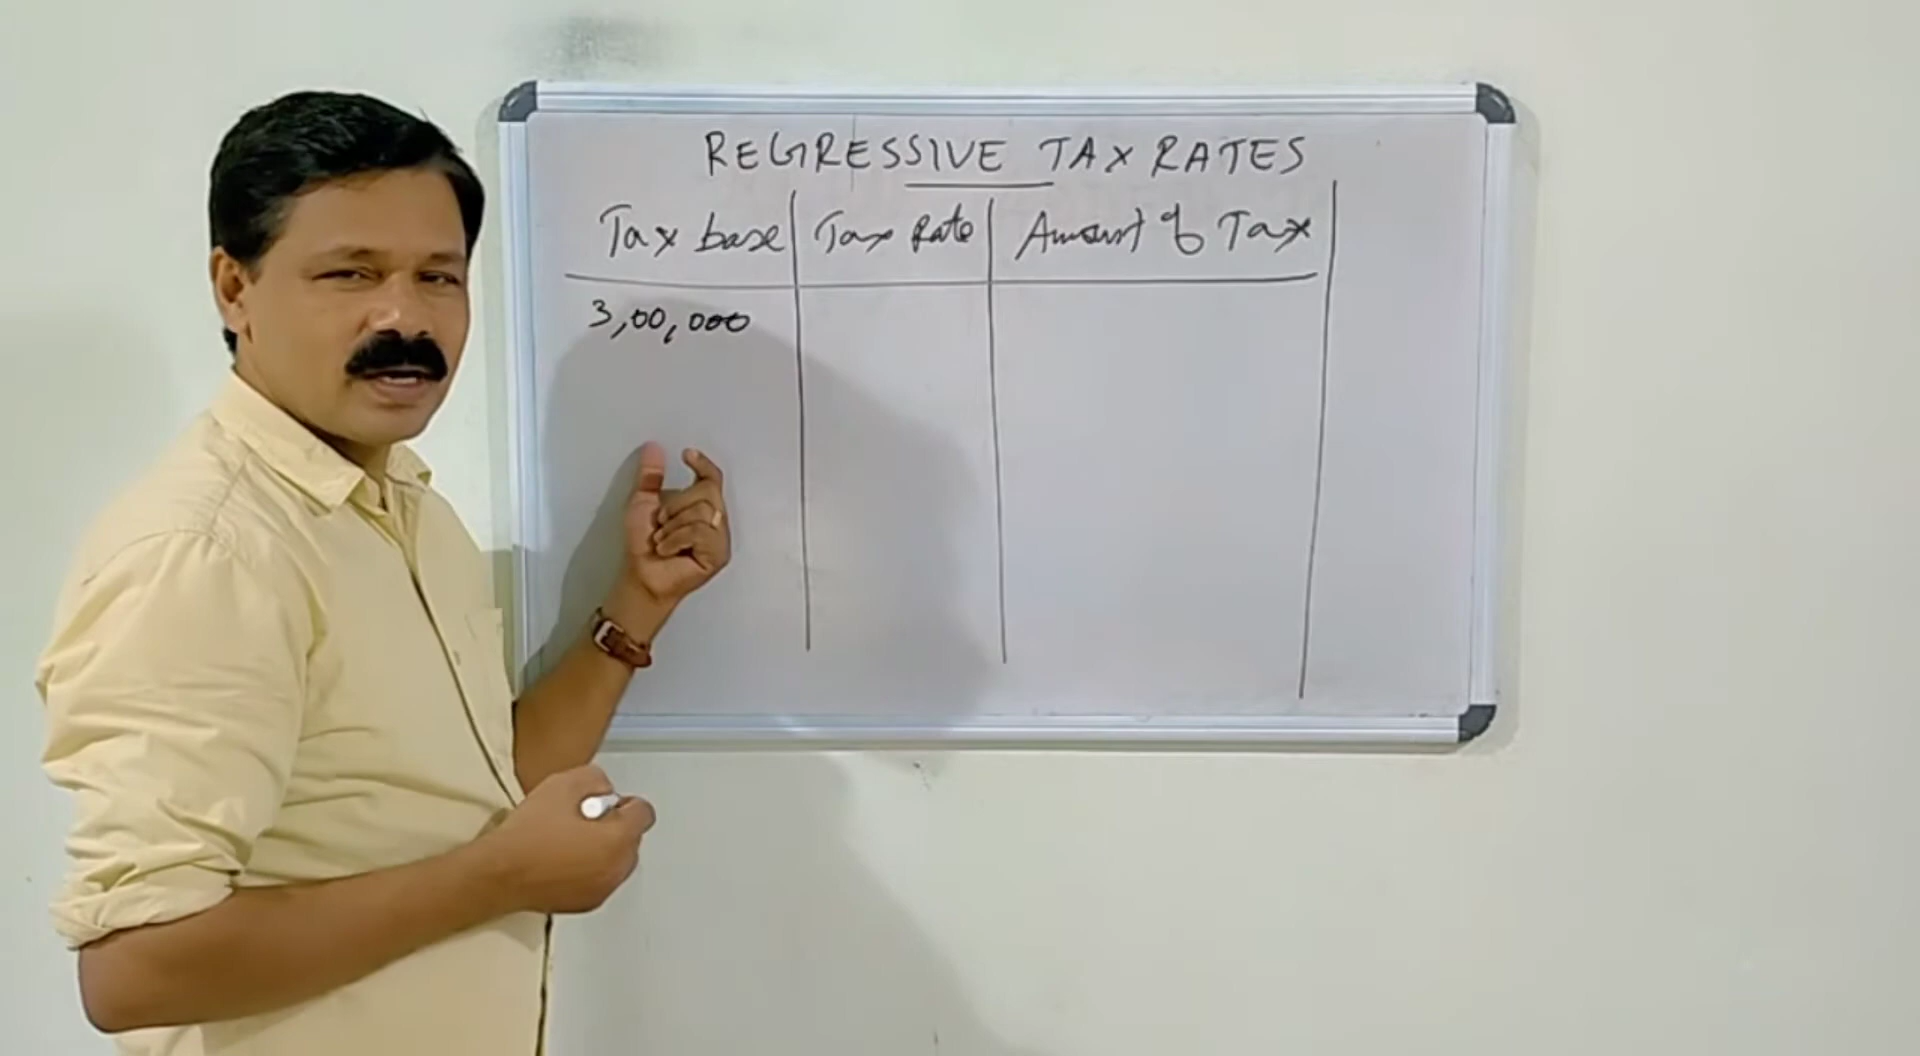 REGRESSIVE TAX RATES
Tax base Tax Rate Amount of Tax
3,00,000